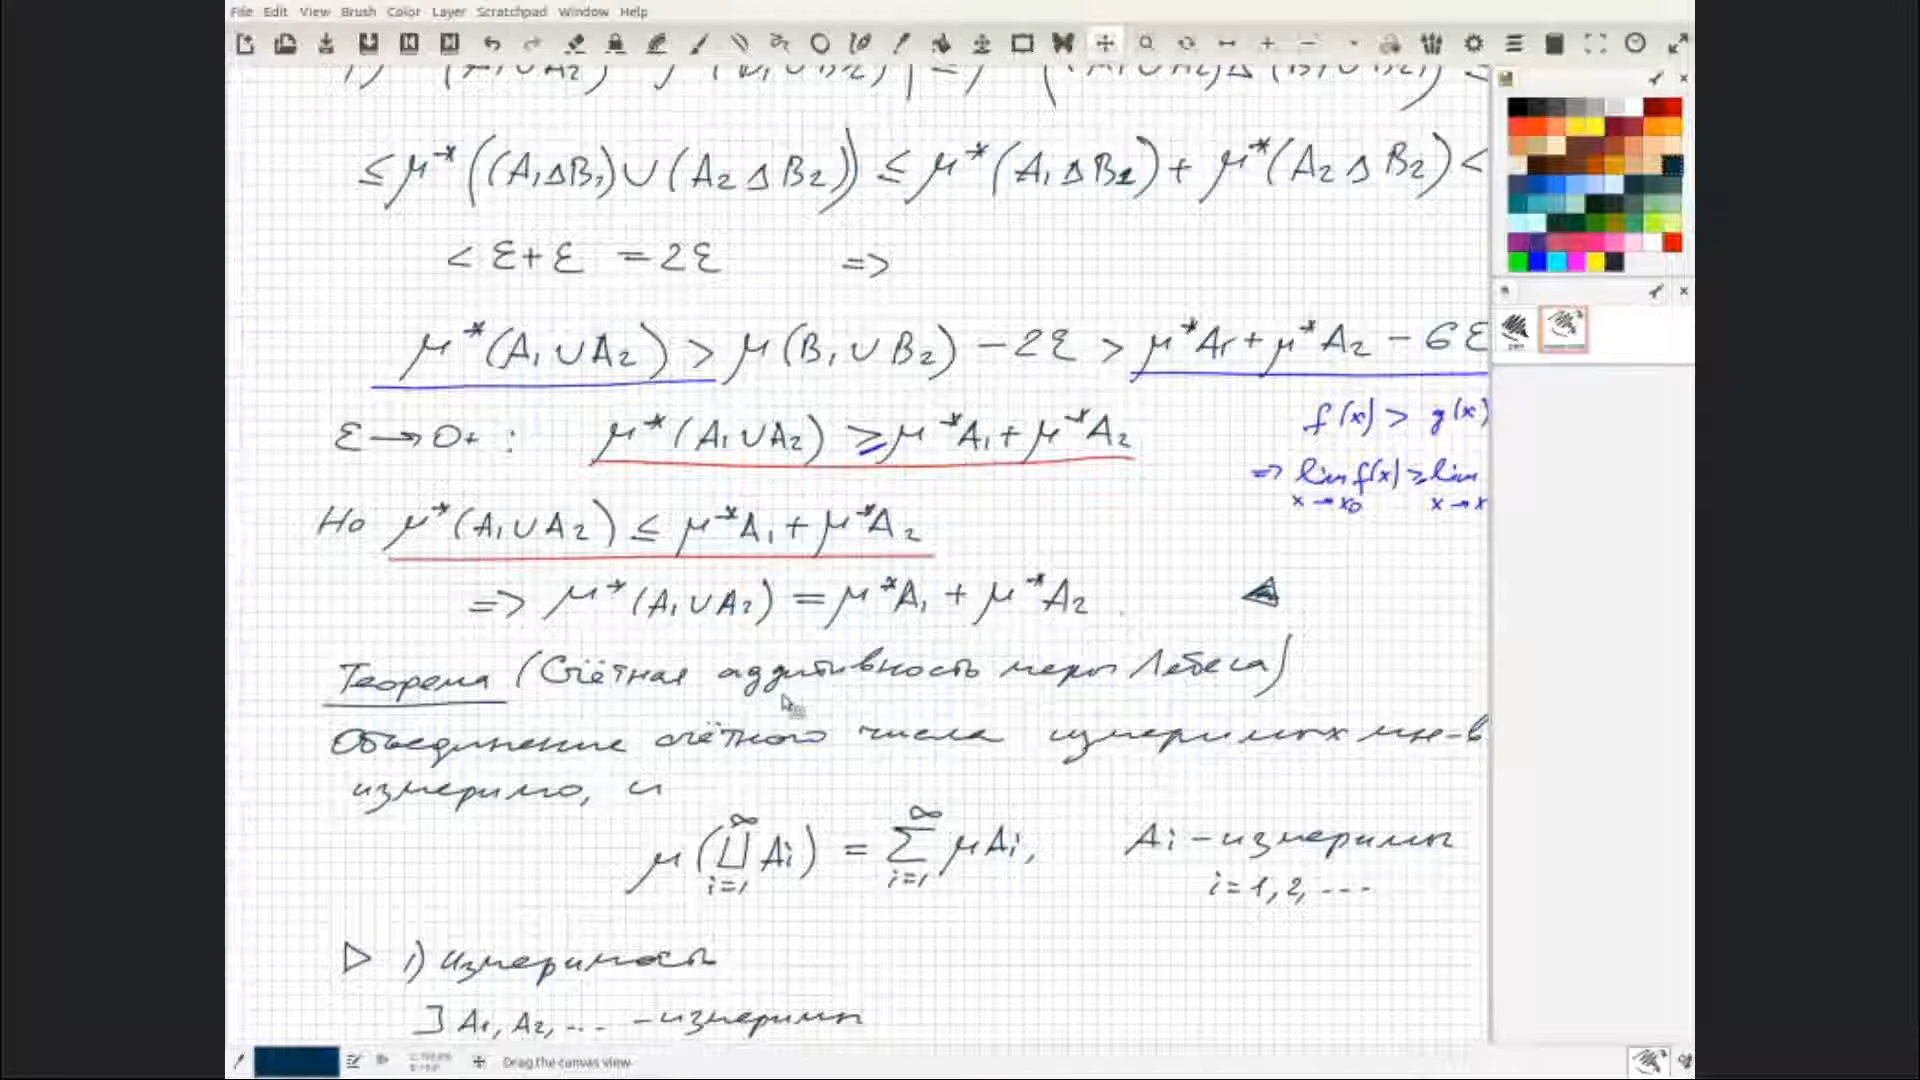 File Edit View Brush Color Layer Scratchpad Window Help
≤ μ*((A₁ΔB₁)∪(A₂ΔB₂)) ≤ μ*(A₁ΔB₁) + μ*(A₂ΔB₂) <
< ε+ε = 2ε =>
μ*(A₁∪A₂) > μ(B₁∪B₂) − 2ε > μ*A₁ + μ*A₂ − 6ε
ε → 0+ : μ*(A₁∪A₂) ≥ μ*A₁ + μ*A₂
f(x) > g(x)
=> lim f(x) ≥ lim
x→x₀ x→x
Но μ*(A₁∪A₂) ≤ μ*A₁ + μ*A₂
=> μ*(A₁∪A₂) = μ*A₁ + μ*A₂.
Теорема (Счётная аддитивность меры Лебега)
Объединение счётного числа измеримых мн-в
измеримо, и
μ(⊔_{i=1}^{∞} Ai) = ∑_{i=1}^{∞} μAi, Ai − измеримы
i = 1, 2, ...
▷ 1) Измеримость
] A₁, A₂, ... − измеримы
Drag the canvas view